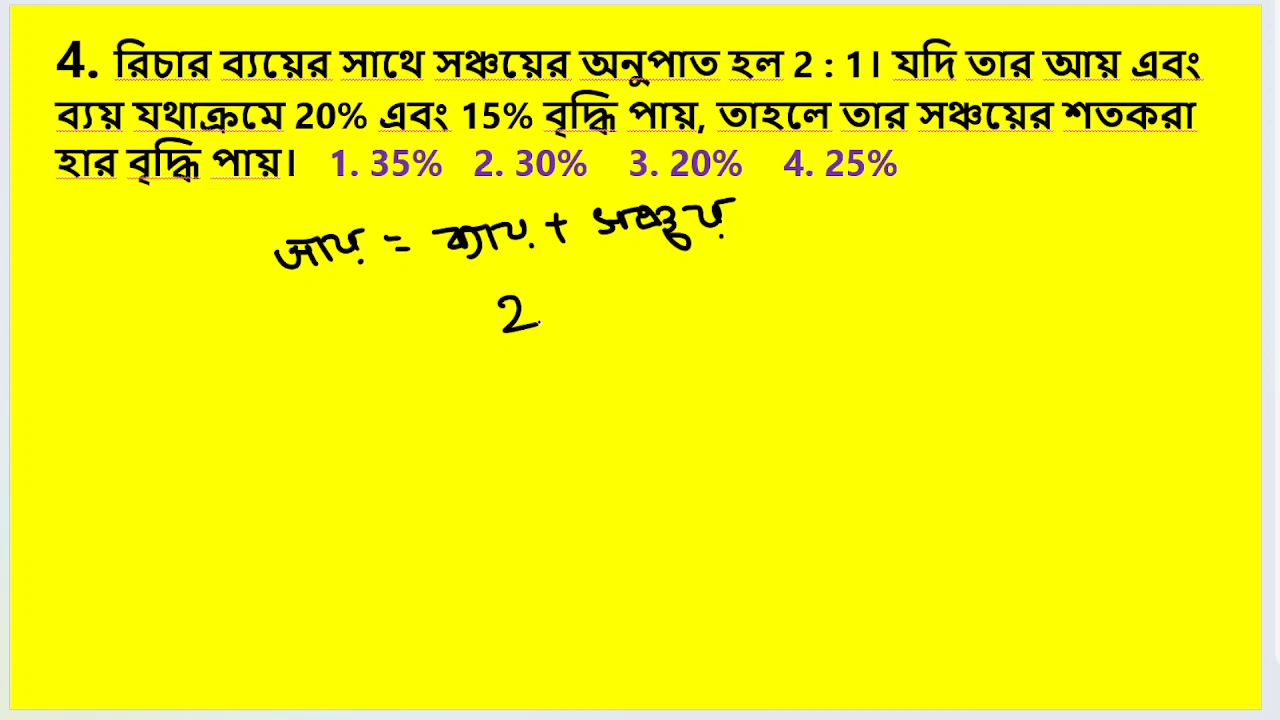 4. রিচার ব্যয়ের সাথে সঞ্চয়ের অনুপাত হল 2 : 1। যদি তার আয় এবং
ব্যয় যথাক্রমে 20% এবং 15% বৃদ্ধি পায়, তাহলে তার সঞ্চয়ের শতকরা
হার বৃদ্ধি পায়। 1. 35% 2. 30% 3. 20% 4. 25%
আয় = ব্যায় + সঞ্চয়
2